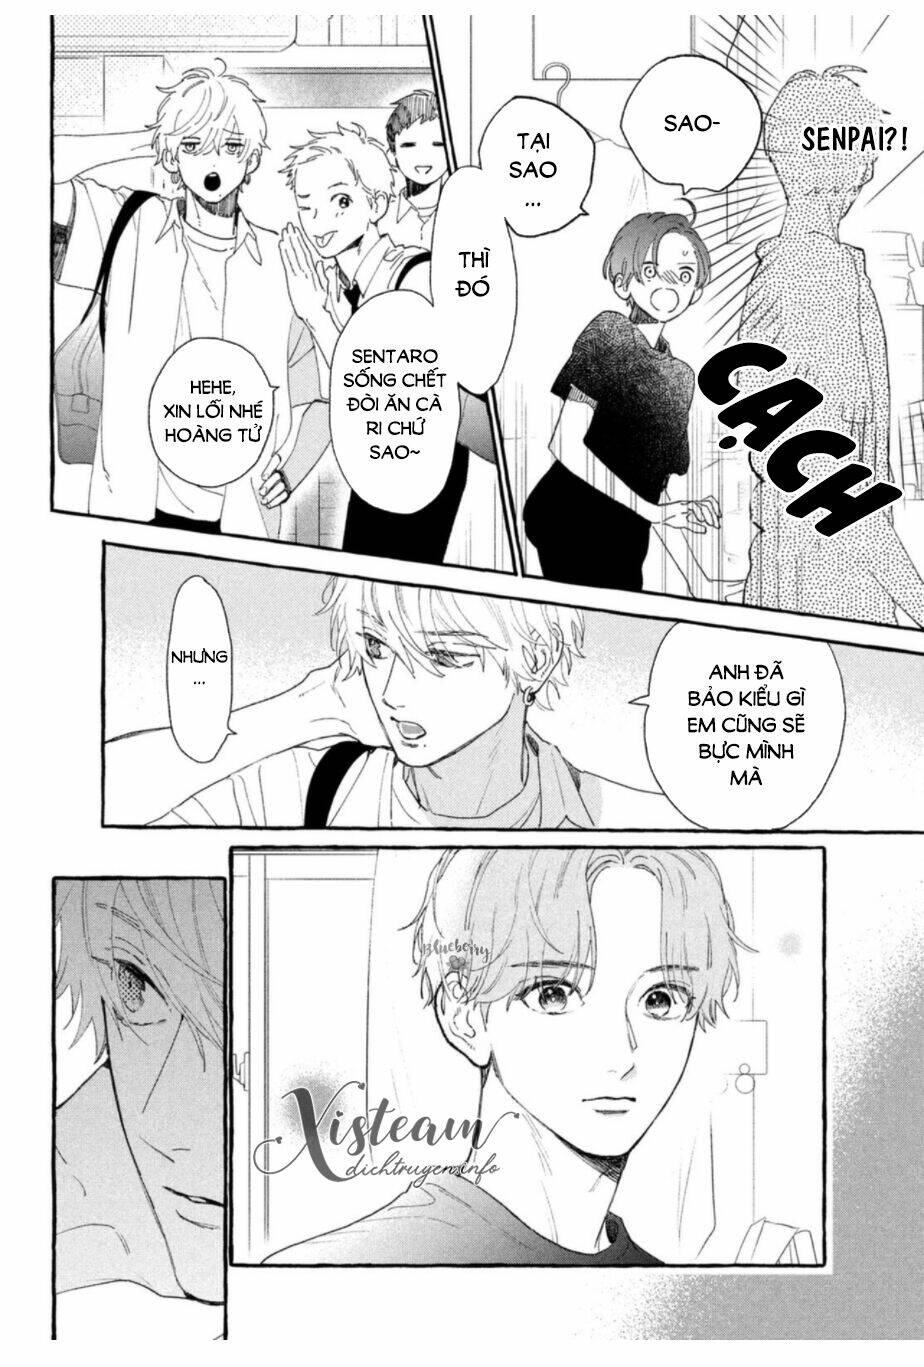 SENPAI?!
SAO-
TẠI
SAO
...
CẠCH
THÌ
ĐÓ
SENTARO
SỐNG CHẾT
ĐÒI ĂN CÀ
RI CHỨ
SAO~
HEHE,
XIN LỖI NHÉ
HOÀNG TỬ
ANH ĐÃ
BẢO KIỂU GÌ
EM CŨNG SẼ
BỰC MÌNH
MÀ
NHƯNG
...
Blueberry
Xisteam
dichtruyen.info